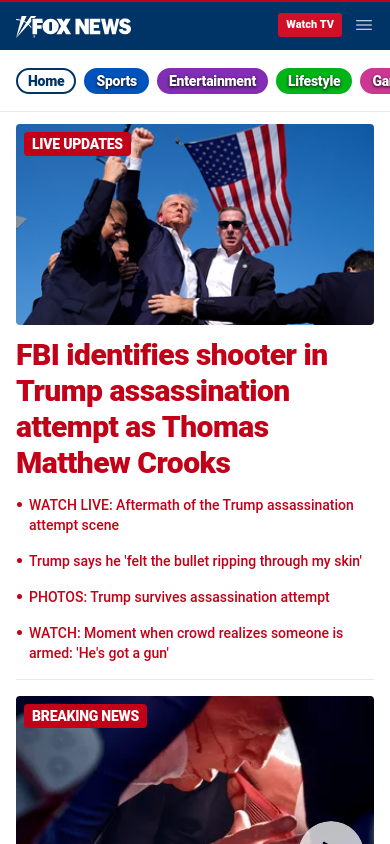 FOX NEWS
Watch TV
Home
Sports
Entertainment
Lifestyle
LIVE UPDATES
FBI identifies shooter in
Trump assassination
attempt as Thomas
Matthew Crooks
• WATCH LIVE: Aftermath of the Trump assassination
attempt scene
• Trump says he 'felt the bullet ripping through my skin'
• PHOTOS: Trump survives assassination attempt
• WATCH: Moment when crowd realizes someone is
armed: 'He's got a gun'
BREAKING NEWS